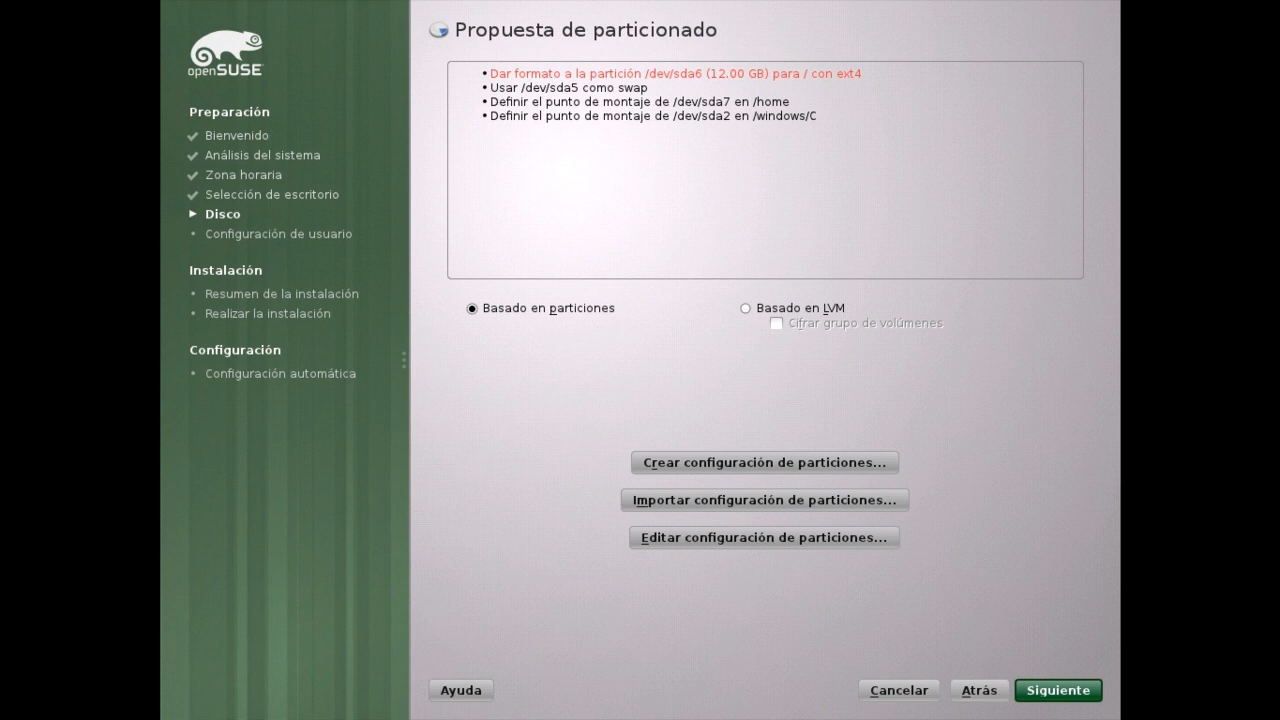 openSUSE
Preparación
Bienvenido
Análisis del sistema
Zona horaria
Selección de escritorio
Disco
Configuración de usuario
Instalación
Resumen de la instalación
Realizar la instalación
Configuración
Configuración automática
Propuesta de particionado
• Dar formato a la partición /dev/sda6 (12.00 GB) para / con ext4
• Usar /dev/sda5 como swap
• Definir el punto de montaje de /dev/sda7 en /home
• Definir el punto de montaje de /dev/sda2 en /windows/C
Basado en particiones
Basado en LVM
Cifrar grupo de volúmenes
Crear configuración de particiones...
Importar configuración de particiones...
Editar configuración de particiones...
Ayuda
Cancelar
Atrás
Siguiente